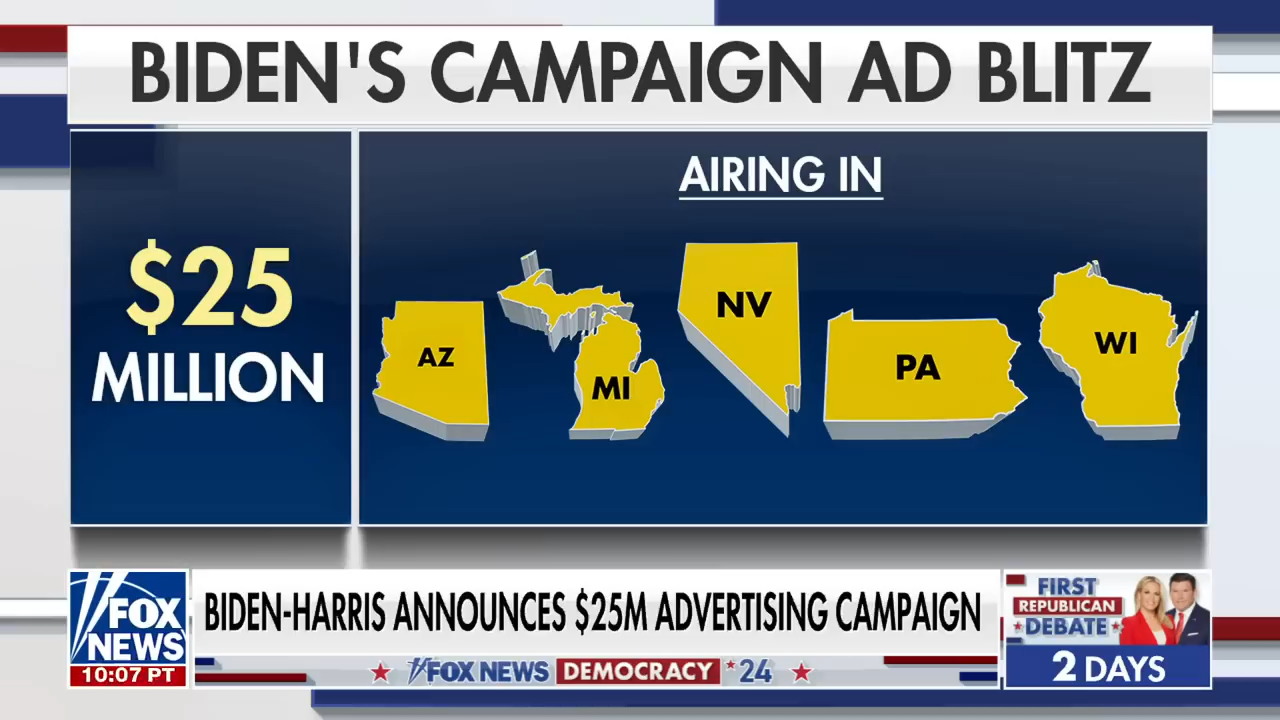 BIDEN'S CAMPAIGN AD BLITZ
$25
MILLION
AIRING IN
AZ
MI
NV
PA
WI
FOX
NEWS
10:07 PT
BIDEN-HARRIS ANNOUNCES $25M ADVERTISING CAMPAIGN
FOX NEWS DEMOCRACY 24
FIRST
REPUBLICAN
DEBATE
2 DAYS